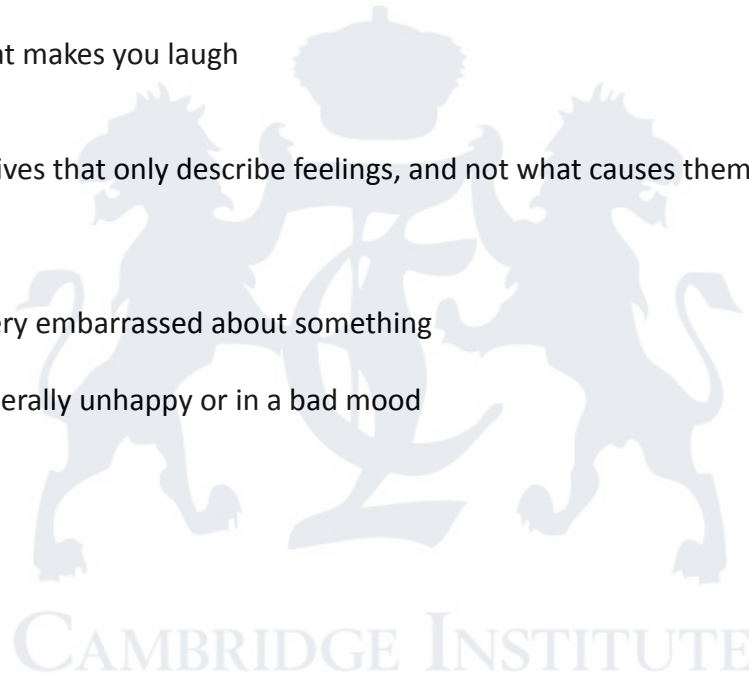 at makes you laugh
ives that only describe feelings, and not what causes them
ery embarrassed about something
erally unhappy or in a bad mood
CAMBRIDGE INSTITUTE